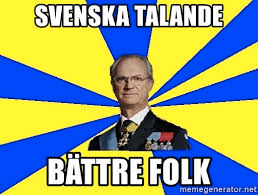 SVENSKA TALANDE
BÄTTRE FOLK
memegenerator.net